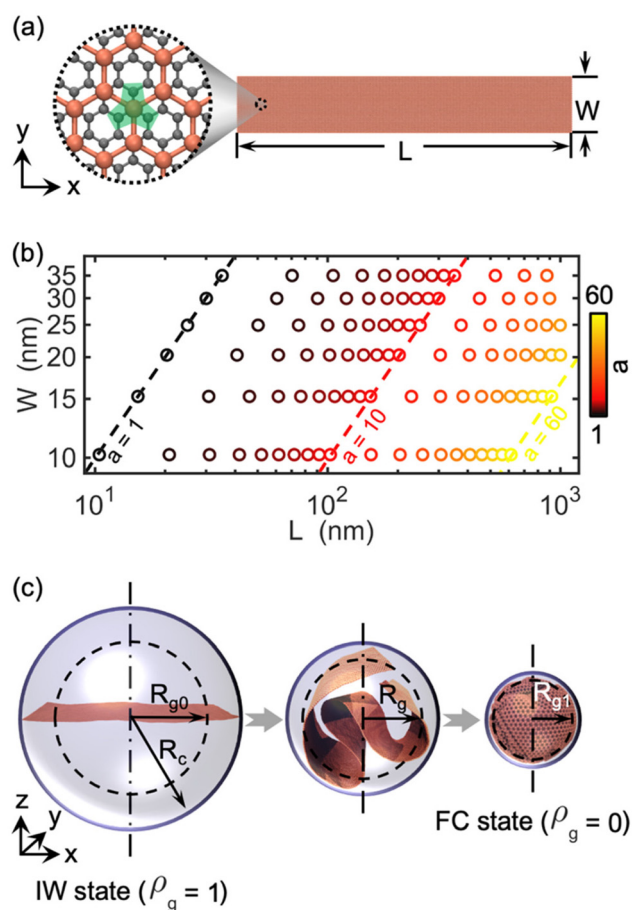 (a)
y
x
L
W
(b)
W (nm)
35
30
25
20
15
10
a = 1
a = 10
a = 60
60
a
1
10¹ 10² 10³
L (nm)
(c)
R_g0
R_c
R_g
R_g1
z
y
x
IW state (ρ_g = 1)
FC state (ρ_g = 0)